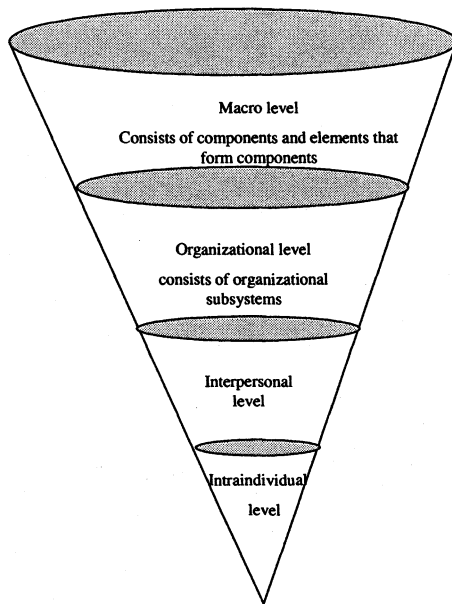 Macro level
Consists of components and elements that
form components
Organizational level
consists of organizational
subsystems
Interpersonal
level
Intraindividual
level